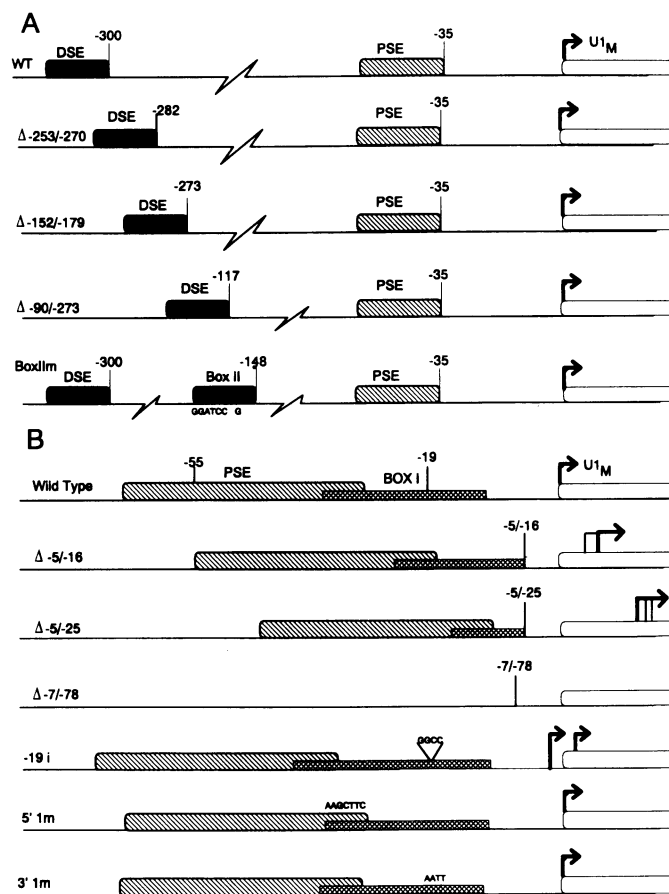 A
WT
DSE
-300
PSE
-35
U1M
Δ -253/-270
DSE
-282
PSE
-35
Δ -152/-179
DSE
-273
PSE
-35
Δ -90/-273
DSE
-117
PSE
-35
BoxIIm
DSE
-300
Box II
-148
GGATCC G
PSE
-35
B
Wild Type
-55
PSE
BOX I
-19
U1M
Δ -5/-16
-5/-16
Δ -5/-25
-5/-25
Δ -7/-78
-7/-78
-19 i
GGCC
5' 1m
AAGCTTC
3' 1m
AATT